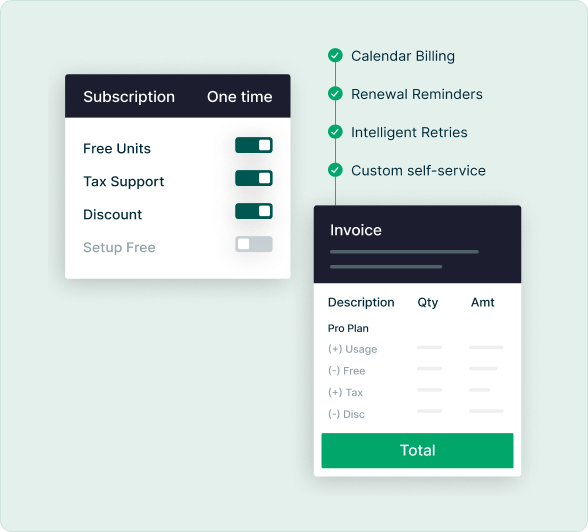 Subscription One time
Free Units
Tax Support
Discount
Setup Free
Calendar Billing
Renewal Reminders
Intelligent Retries
Custom self-service
Invoice
Description Qty Amt
Pro Plan
(+) Usage
(-) Free
(+) Tax
(-) Disc
Total